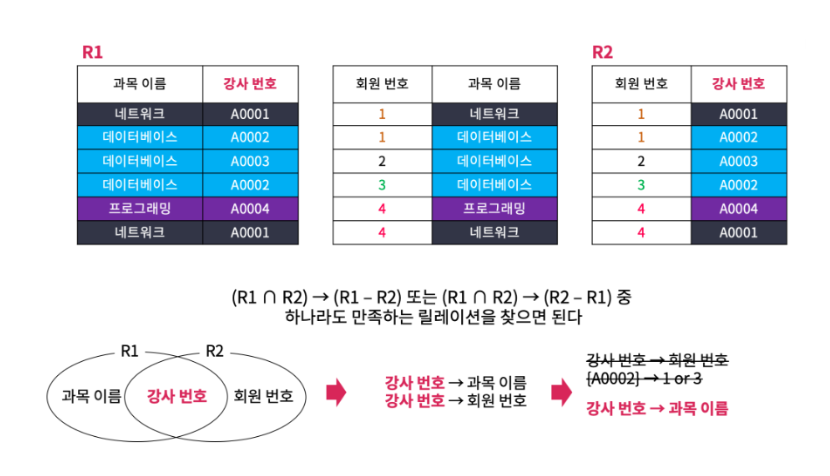 R1
과목 이름 강사 번호
네트워크 A0001
데이터베이스 A0002
데이터베이스 A0003
데이터베이스 A0002
프로그래밍 A0004
네트워크 A0001
회원 번호 과목 이름
1 네트워크
1 데이터베이스
2 데이터베이스
3 데이터베이스
4 프로그래밍
4 네트워크
R2
회원 번호 강사 번호
1 A0001
1 A0002
2 A0003
3 A0002
4 A0004
4 A0001
(R1 ∩ R2) → (R1 – R2) 또는 (R1 ∩ R2) → (R2 – R1) 중
하나라도 만족하는 릴레이션을 찾으면 된다
R1 R2
과목 이름 강사 번호 회원 번호
강사 번호 → 과목 이름
강사 번호 → 회원 번호
강사 번호 → 회원 번호
{A0002} → 1 or 3
강사 번호 → 과목 이름